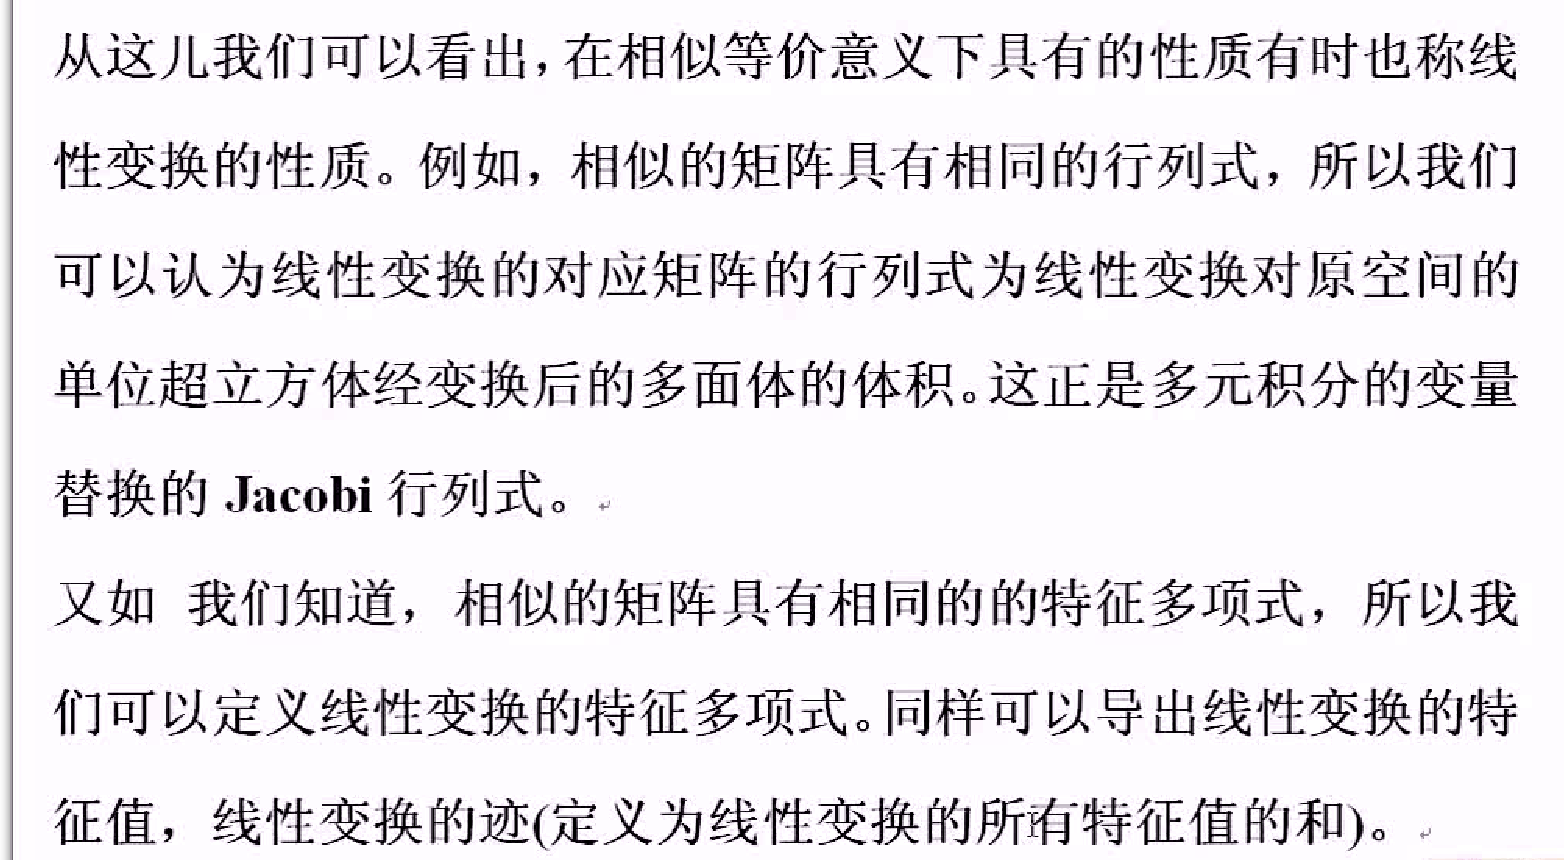 从这儿我们可以看出，在相似等价意义下具有的性质有时也称线
性变换的性质。例如，相似的矩阵具有相同的行列式，所以我们
可以认为线性变换的对应矩阵的行列式为线性变换对原空间的
单位超立方体经变换后的多面体的体积。这正是多元积分的变量
替换的 Jacobi 行列式。
又如 我们知道，相似的矩阵具有相同的的特征多项式，所以我
们可以定义线性变换的特征多项式。同样可以导出线性变换的特
征值，线性变换的迹(定义为线性变换的所有特征值的和)。